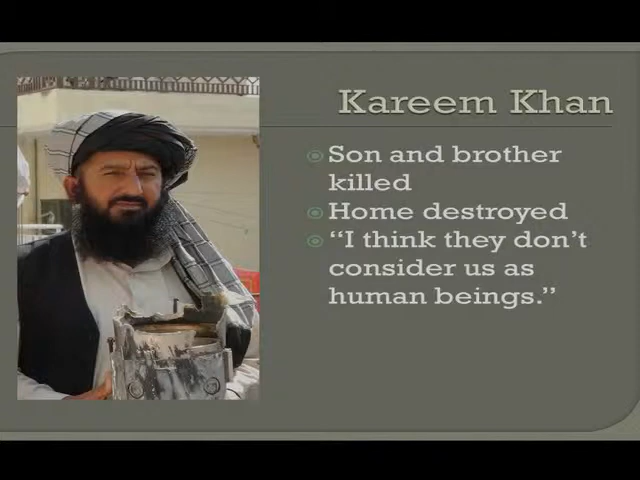 Kareem Khan
Son and brother
killed
Home destroyed
“I think they don’t
consider us as
human beings.”